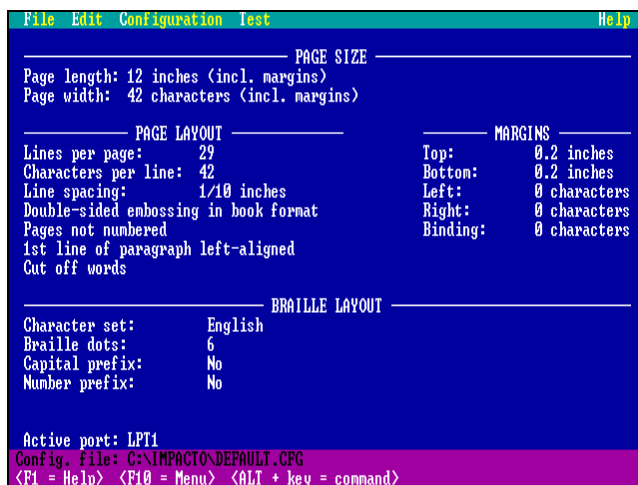 File Edit Configuration Test Help
PAGE SIZE
Page length: 12 inches (incl. margins)
Page width: 42 characters (incl. margins)
PAGE LAYOUT MARGINS
Lines per page: 29 Top: 0.2 inches
Characters per line: 42 Bottom: 0.2 inches
Line spacing: 1/10 inches Left: 0 characters
Double-sided embossing in book format Right: 0 characters
Pages not numbered Binding: 0 characters
1st line of paragraph left-aligned
Cut off words
BRAILLE LAYOUT
Character set: English
Braille dots: 6
Capital prefix: No
Number prefix: No
Active port: LPT1
Config. file: C:\IMPACTO\DEFAULT.CFG
<F1 = Help> <F10 = Menu> <ALT + key = command>